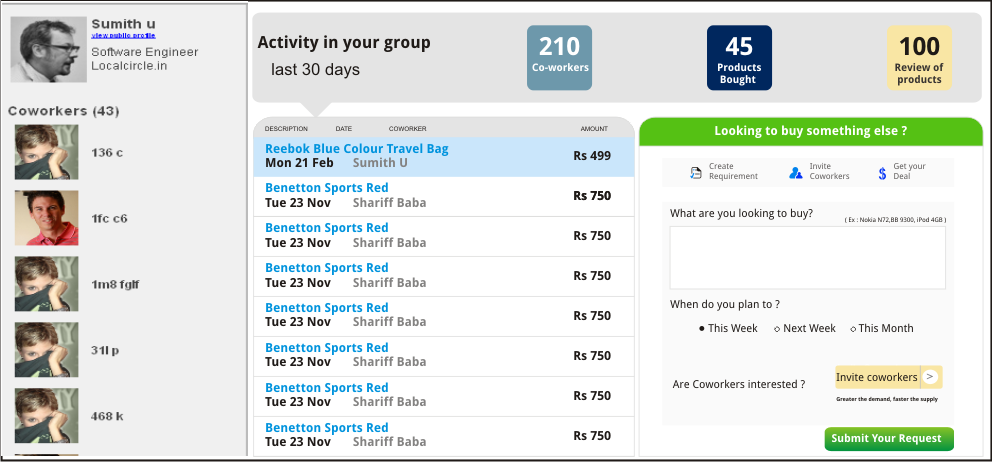 Sumith u
view public profile
Software Engineer
Localcircle.in
Coworkers (43)
136 c
1fc c6
1m8 fglf
31l p
468 k
Activity in your group
last 30 days
210
Co-workers
45
Products
Bought
100
Review of
products
DESCRIPTION DATE COWORKER AMOUNT
Reebok Blue Colour Travel Bag
Mon 21 Feb Sumith U Rs 499
Benetton Sports Red
Tue 23 Nov Shariff Baba Rs 750
Benetton Sports Red
Tue 23 Nov Shariff Baba Rs 750
Benetton Sports Red
Tue 23 Nov Shariff Baba Rs 750
Benetton Sports Red
Tue 23 Nov Shariff Baba Rs 750
Benetton Sports Red
Tue 23 Nov Shariff Baba Rs 750
Benetton Sports Red
Tue 23 Nov Shariff Baba Rs 750
Benetton Sports Red
Tue 23 Nov Shariff Baba Rs 750
Looking to buy something else ?
Create
Requirement
Invite
Coworkers
$ Get your
Deal
What are you looking to buy?
( Ex : Nokia N72,BB 9300, iPod 4GB )
When do you plan to ?
This Week Next Week This Month
Are Coworkers interested ? Invite coworkers >
Greater the demand, faster the supply
Submit Your Request